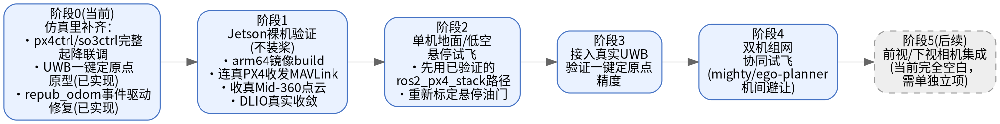 阶段0(当前)
仿真里补齐：
・px4ctrl/so3ctrl完整
起降联调
・UWB一键定原点
原型(已实现)
・repub_odom事件驱动
修复(已实现)
阶段1
Jetson裸机验证
(不装桨)
・arm64镜像build
・连真PX4收发MAVLink
・收真Mid-360点云
・DLIO真实收敛
阶段2
单机地面/低空
悬停试飞
・先用已验证的
ros2_px4_stack路径
・重新标定悬停油门
阶段3
接入真实UWB
验证一键定原点
精度
阶段4
双机组网
协同试飞
(mighty/ego-planner
机间避让)
阶段5(后续)
前视/下视相机集成
(当前完全空白，
需单独立项)